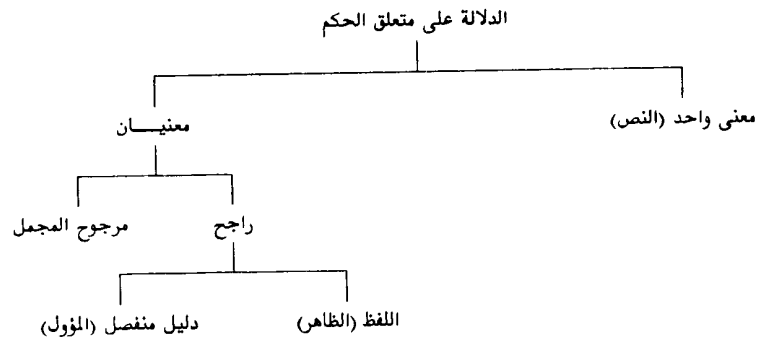 الدلالة على متعلق الحكم
معنى واحد (النص)
معنيـــان
راجح
مرجوح المجمل
اللفظ (الظاهر)
دليل منفصل (المؤول)